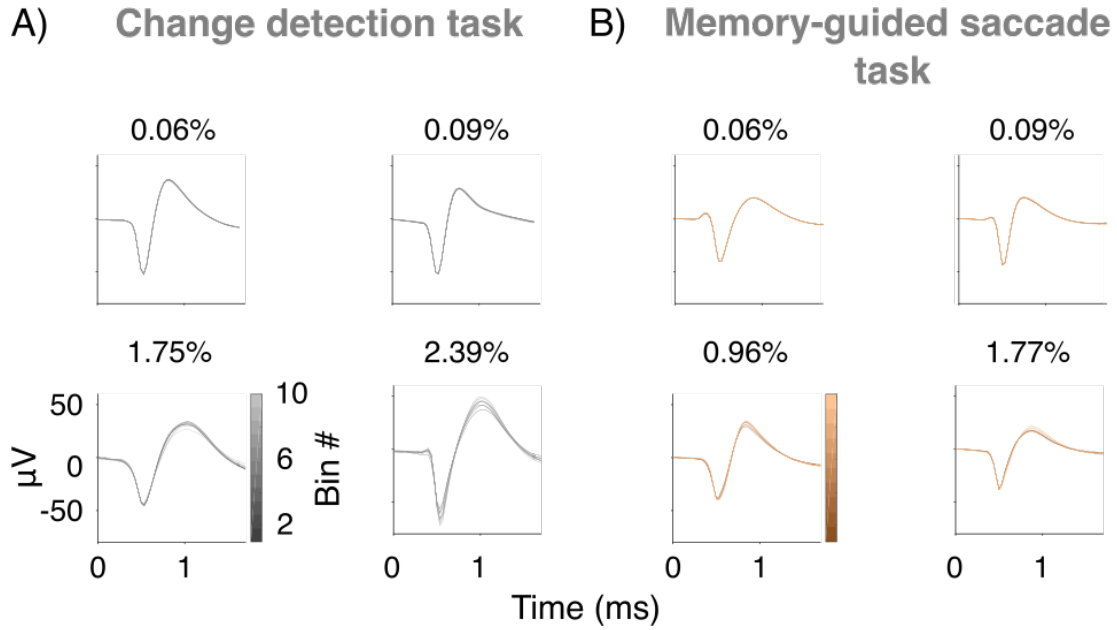 A) Change detection task
B) Memory-guided saccade
task
0.06% 0.09% 0.06% 0.09%
1.75% 2.39% 0.96% 1.77%
50
0
-50
µV
10
6
2
Bin #
0 1 0 1 0 1 0 1
Time (ms)